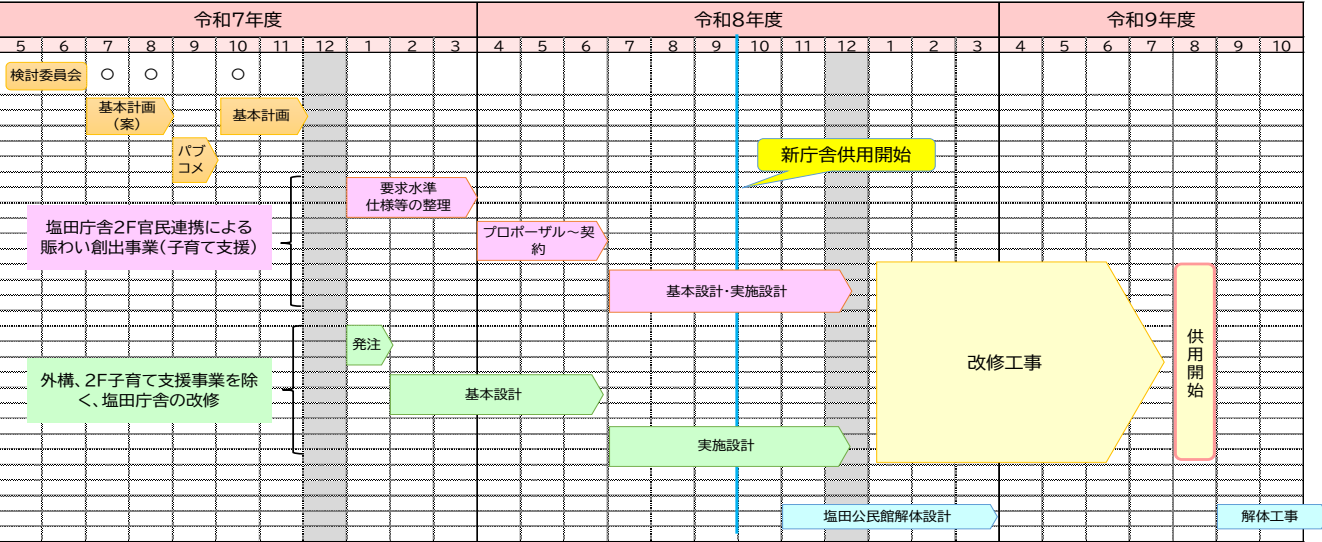 令和7年度 令和8年度 令和9年度
5 6 7 8 9 10 11 12 1 2 3 4 5 6 7 8 9 10 11 12 1 2 3 4 5 6 7 8 9 10
検討委員会 ○ ○ ○
基本計画
(案)
基本計画
パブ
コメ
新庁舎供用開始
要求水準
仕様等の整理
塩田庁舎2F官民連携による
賑わい創出事業(子育て支援)
プロポーザル～契
約
基本設計・実施設計
発注
改修工事
供用開始
外構、2F子育て支援事業を除
く、塩田庁舎の改修
基本設計
実施設計
塩田公民館解体設計
解体工事